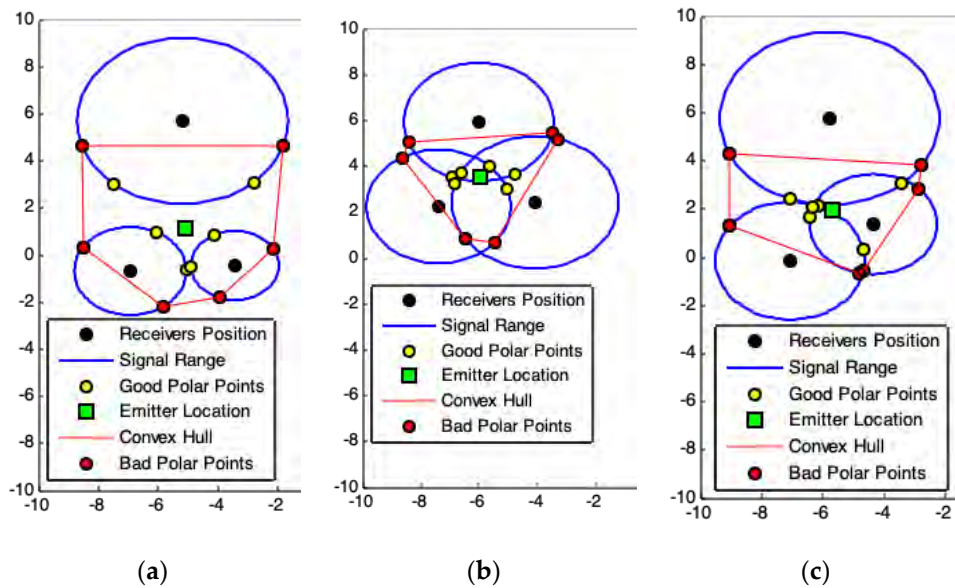 10
8
6
4
2
0
-2
-4
-6
-8
-10
-10 -8 -6 -4 -2
Receivers Position
Signal Range
Good Polar Points
Emitter Location
Convex Hull
Bad Polar Points
(a)
10
8
6
4
2
0
-2
-4
-6
-8
-10
-10 -8 -6 -4 -2
Receivers Position
Signal Range
Good Polar Points
Emitter Location
Convex Hull
Bad Polar Points
(b)
10
8
6
4
2
0
-2
-4
-6
-8
-10
-10 -8 -6 -4 -2
Receivers Position
Signal Range
Good Polar Points
Emitter Location
Convex Hull
Bad Polar Points
(c)